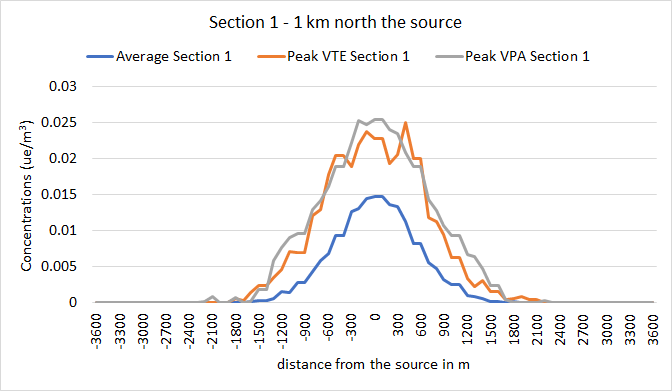 Section 1 - 1 km north the source
Average Section 1 Peak VTE Section 1 Peak VPA Section 1
Concentrations (ue/m³)
0.03
0.025
0.02
0.015
0.01
0.005
0
-3600 -3300 -3000 -2700 -2400 -2100 -1800 -1500 -1200 -900 -600 -300 0 300 600 900 1200 1500 1800 2100 2400 2700 3000 3300 3600
distance from the source in m